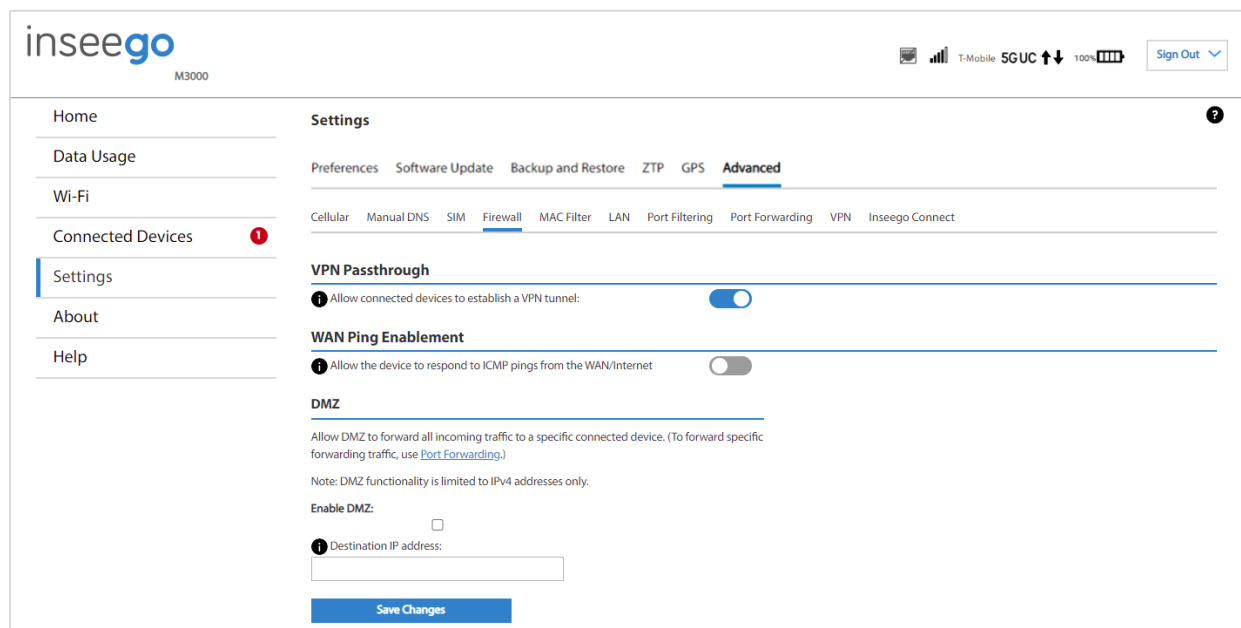 inseego
M3000
T-Mobile 5G UC 100%
Sign Out
Home
Data Usage
Wi-Fi
Connected Devices 1
Settings
About
Help
Settings
?
Preferences Software Update Backup and Restore ZTP GPS Advanced
Cellular Manual DNS SIM Firewall MAC Filter LAN Port Filtering Port Forwarding VPN Inseego Connect
VPN Passthrough
i Allow connected devices to establish a VPN tunnel:
WAN Ping Enablement
i Allow the device to respond to ICMP pings from the WAN/Internet
DMZ
Allow DMZ to forward all incoming traffic to a specific connected device. (To forward specific
forwarding traffic, use Port Forwarding.)
Note: DMZ functionality is limited to IPv4 addresses only.
Enable DMZ:
i Destination IP address:
Save Changes